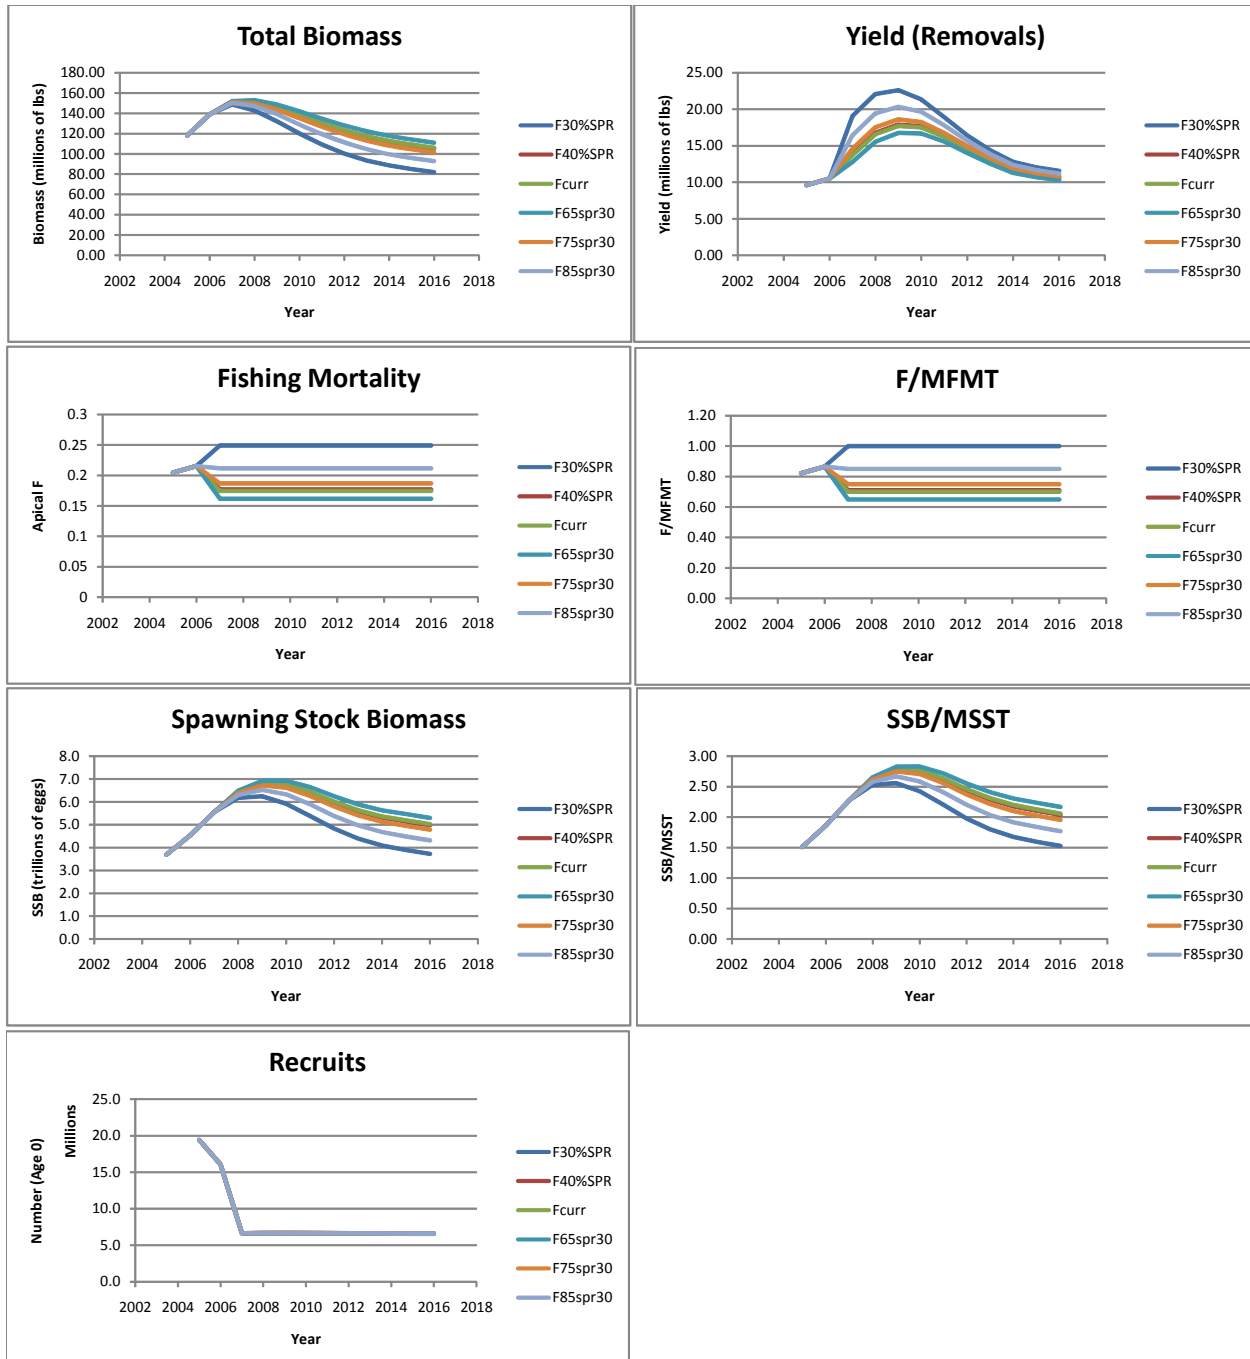 Total Biomass
Biomass (millions of lbs)
180.00
160.00
140.00
120.00
100.00
80.00
60.00
40.00
20.00
0.00
2002 2004 2006 2008 2010 2012 2014 2016 2018
Year
F30%SPR
F40%SPR
Fcurr
F65spr30
F75spr30
F85spr30
Yield (Removals)
Yield (millions of lbs)
25.00
20.00
15.00
10.00
5.00
0.00
2002 2004 2006 2008 2010 2012 2014 2016 2018
Year
F30%SPR
F40%SPR
Fcurr
F65spr30
F75spr30
F85spr30
Fishing Mortality
Apical F
0.3
0.25
0.2
0.15
0.1
0.05
0
2002 2004 2006 2008 2010 2012 2014 2016 2018
Year
F30%SPR
F40%SPR
Fcurr
F65spr30
F75spr30
F85spr30
F/MFMT
F/MFMT
1.20
1.00
0.80
0.60
0.40
0.20
0.00
2002 2004 2006 2008 2010 2012 2014 2016 2018
Year
F30%SPR
F40%SPR
Fcurr
F65spr30
F75spr30
F85spr30
Spawning Stock Biomass
SSB (trillions of eggs)
8.0
7.0
6.0
5.0
4.0
3.0
2.0
1.0
0.0
2002 2004 2006 2008 2010 2012 2014 2016 2018
Year
F30%SPR
F40%SPR
Fcurr
F65spr30
F75spr30
F85spr30
SSB/MSST
SSB/MSST
3.00
2.50
2.00
1.50
1.00
0.50
0.00
2002 2004 2006 2008 2010 2012 2014 2016 2018
Year
F30%SPR
F40%SPR
Fcurr
F65spr30
F75spr30
F85spr30
Recruits
Number (Age 0)
Millions
25.0
20.0
15.0
10.0
5.0
0.0
2002 2004 2006 2008 2010 2012 2014 2016 2018
Year
F30%SPR
F40%SPR
Fcurr
F65spr30
F75spr30
F85spr30